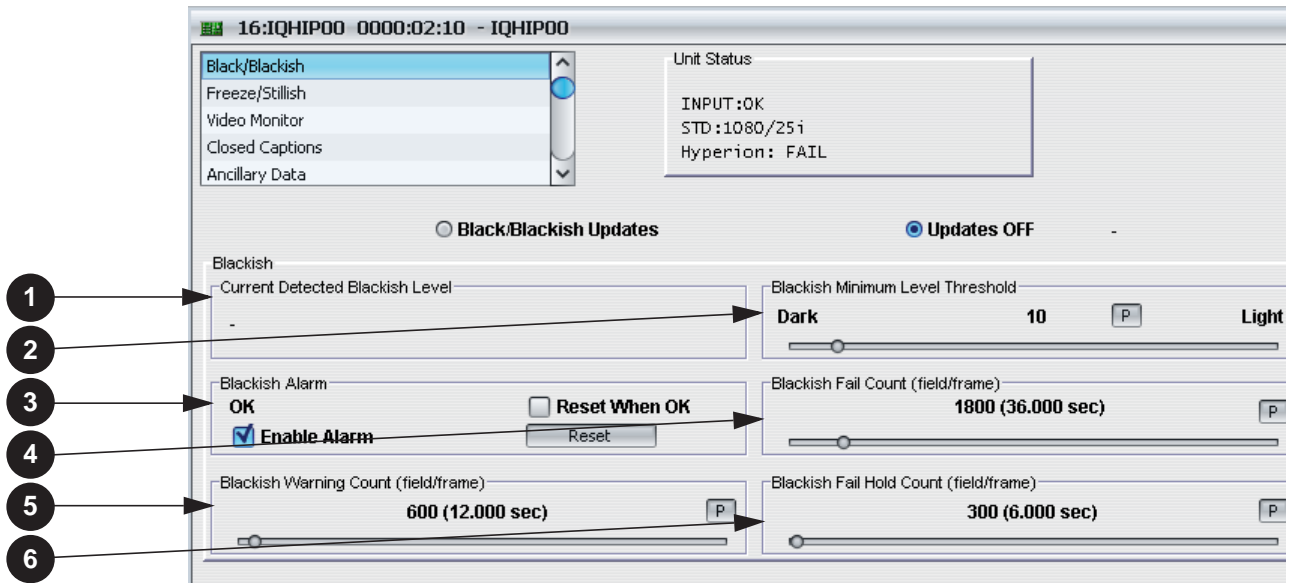 16:IQHIP00 0000:02:10 - IQHIP00
Black/Blackish
Freeze/Stillish
Video Monitor
Closed Captions
Ancillary Data
Unit Status
INPUT:OK
STD:1080/25i
Hyperion: FAIL
Black/Blackish Updates
Updates OFF -
Blackish
1
Current Detected Blackish Level
-
2
Blackish Minimum Level Threshold
Dark 10 P Light
3
Blackish Alarm
OK Reset When OK
Enable Alarm Reset
4
Blackish Fail Count (field/frame)
1800 (36.000 sec) P
5
Blackish Warning Count (field/frame)
600 (12.000 sec) P
6
Blackish Fail Hold Count (field/frame)
300 (6.000 sec) P